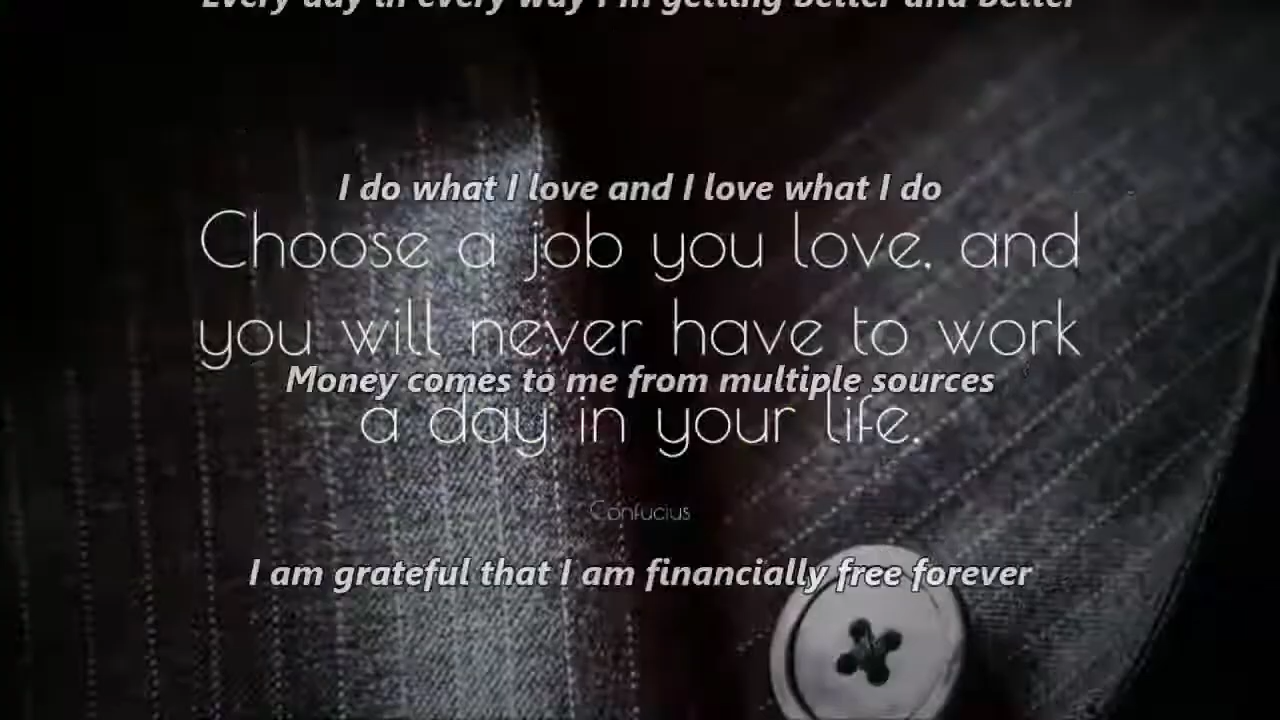 Every day in every way I'm getting better and better
I do what I love and I love what I do
Choose a job you love, and
you will never have to work
Money comes to me from multiple sources
a day in your life.
Confucius
I am grateful that I am financially free forever